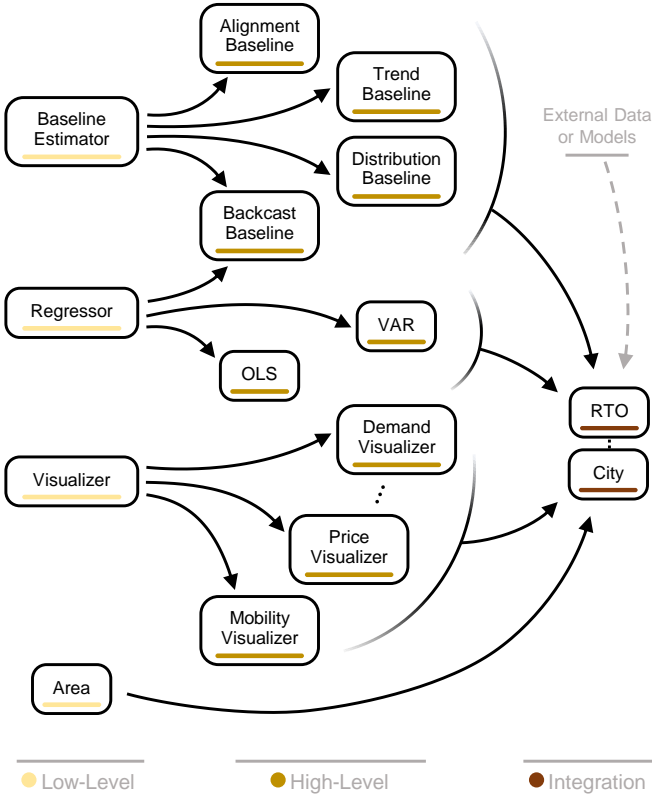 Alignment
Baseline
Trend
Baseline
Baseline
Estimator
External Data
or Models
Distribution
Baseline
Backcast
Baseline
Regressor
VAR
OLS
RTO
Demand
Visualizer
Visualizer
City
Price
Visualizer
Mobility
Visualizer
Area
Low-Level
High-Level
Integration